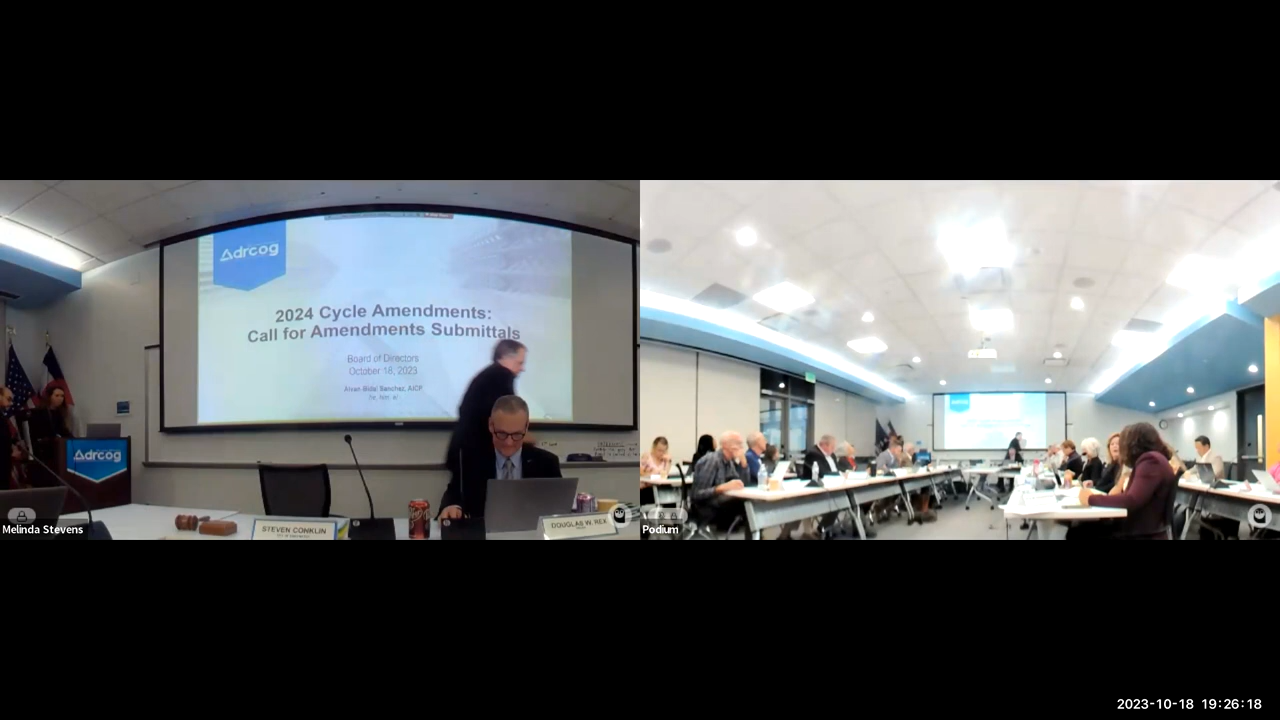 drcog
2024 Cycle Amendments:
Call for Amendments Submittals
Board of Directors
October 18, 2023
drcog
STEVEN CONKLIN
DOUGLAS W. REX
Melinda Stevens
Podium
2023-10-18 19:26:18